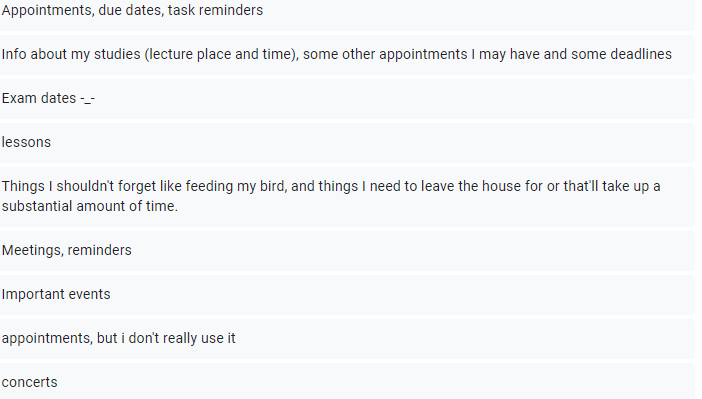 Appointments, due dates, task reminders
Info about my studies (lecture place and time), some other appointments I may have and some deadlines
Exam dates -_-
lessons
Things I shouldn't forget like feeding my bird, and things I need to leave the house for or that'll take up a
substantial amount of time.
Meetings, reminders
Important events
appointments, but i don't really use it
concerts